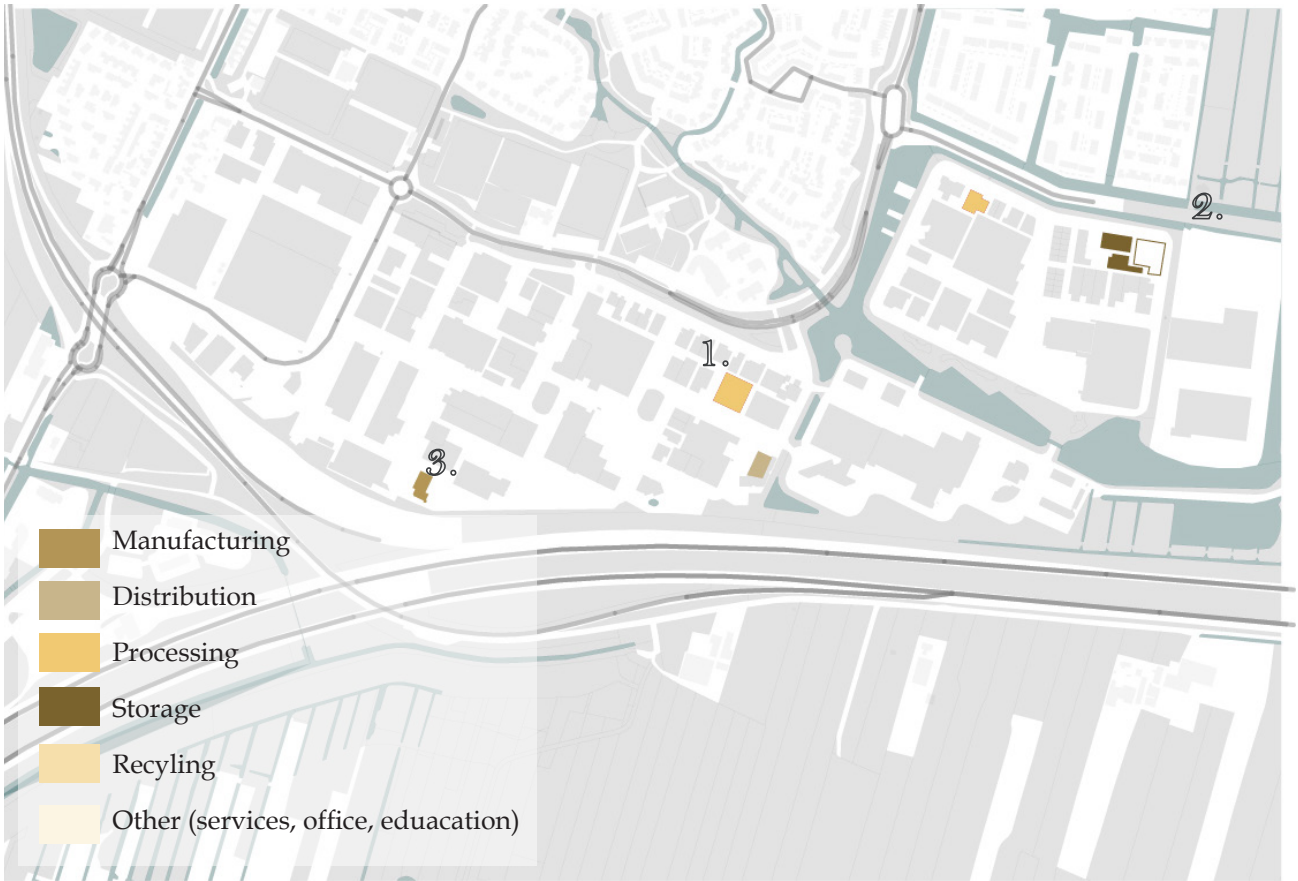 2.
1.
3.
Manufacturing
Distribution
Processing
Storage
Recyling
Other (services, office, eduacation)